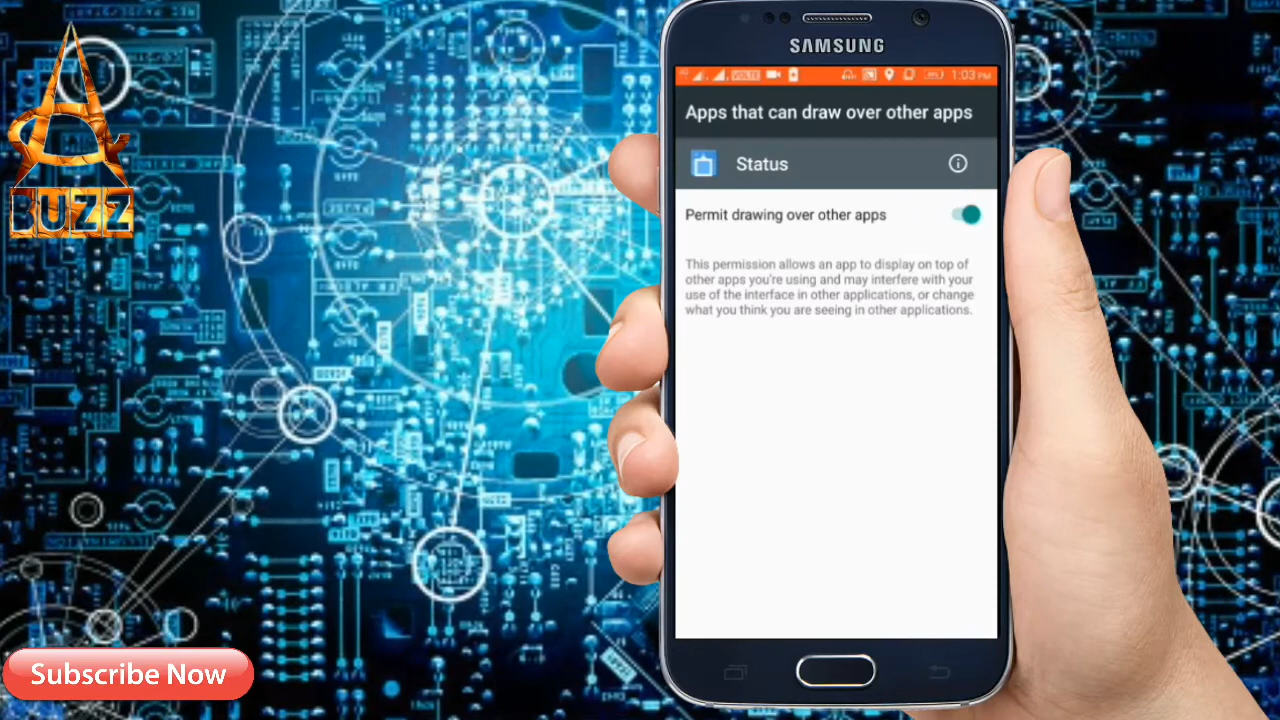 A
BUZZ
SAMSUNG
VOLTE
1:03 PM
Apps that can draw over other apps
Status
Permit drawing over other apps
This permission allows an app to display on top of
other apps you're using and may interfere with your
use of the interface in other applications, or change
what you think you are seeing in other applications.
Subscribe Now